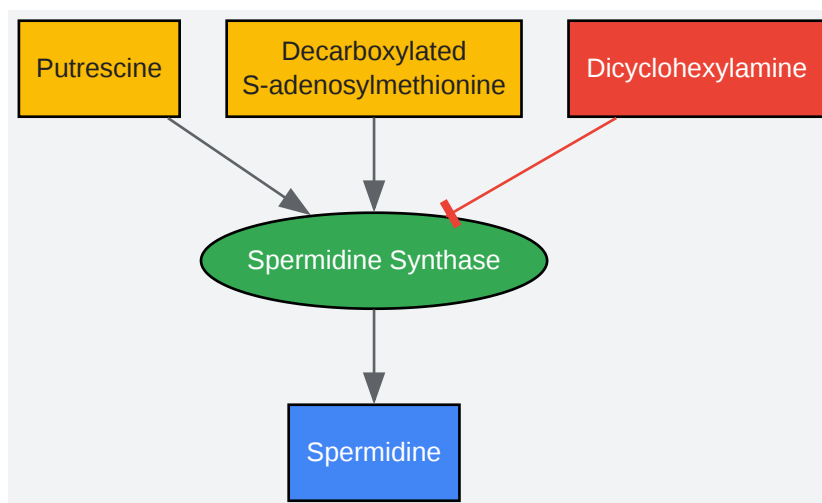 Putrescine
Decarboxylated
S-adenosylmethionine
Dicyclohexylamine
Spermidine Synthase
Spermidine